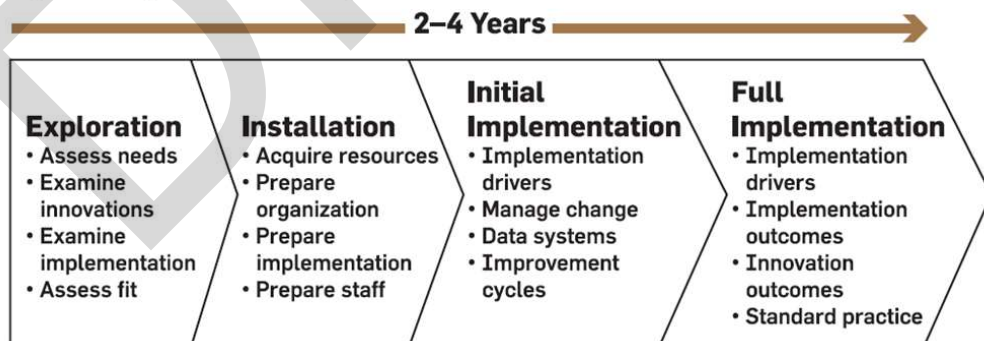 2–4 Years
Exploration
• Assess needs
• Examine
innovations
• Examine
implementation
• Assess fit
Installation
• Acquire resources
• Prepare
organization
• Prepare
implementation
• Prepare staff
Initial
Implementation
• Implementation
drivers
• Manage change
• Data systems
• Improvement
cycles
Full
Implementation
• Implementation
drivers
• Implementation
outcomes
• Innovation
outcomes
• Standard practice